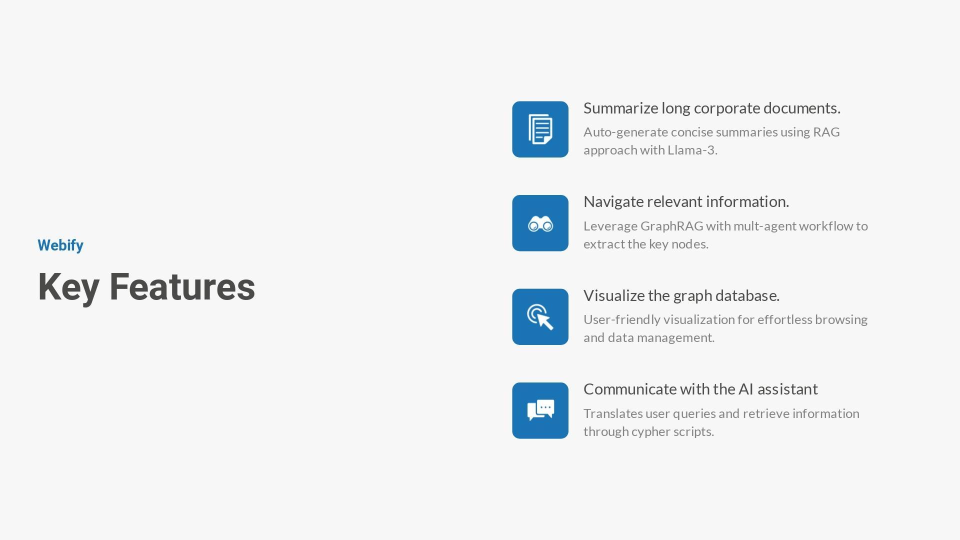 Webify
Key Features
Summarize long corporate documents.
Auto-generate concise summaries using RAG
approach with Llama-3.
Navigate relevant information.
Leverage GraphRAG with mult-agent workflow to
extract the key nodes.
Visualize the graph database.
User-friendly visualization for effortless browsing
and data management.
Communicate with the AI assistant
Translates user queries and retrieve information
through cypher scripts.